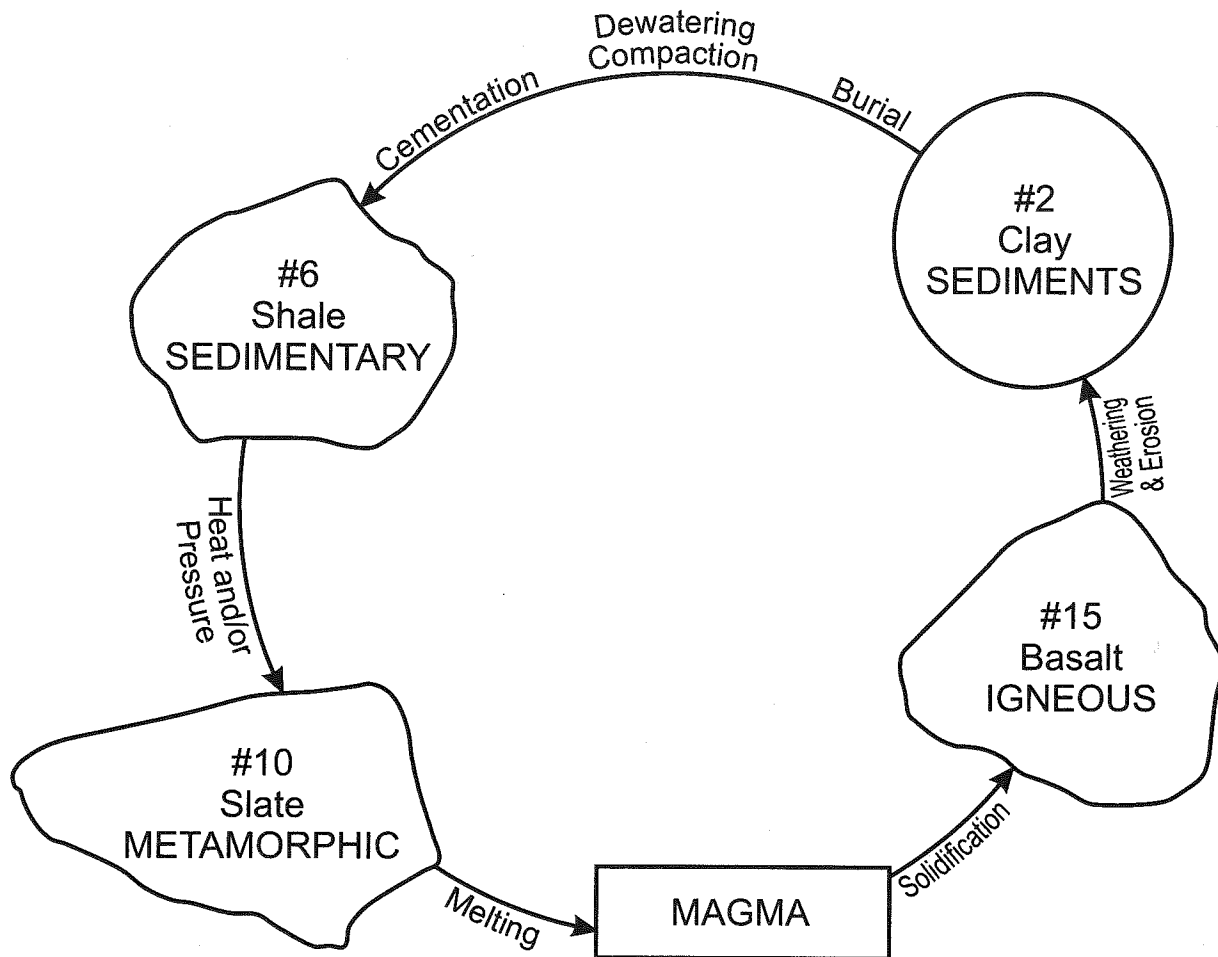 Dewatering
Compaction
Burial
Cementation
#2
Clay
SEDIMENTS
#6
Shale
SEDIMENTARY
Weathering
& Erosion
Heat and/or
Pressure
#15
Basalt
IGNEOUS
#10
Slate
METAMORPHIC
Melting
MAGMA
Solidification